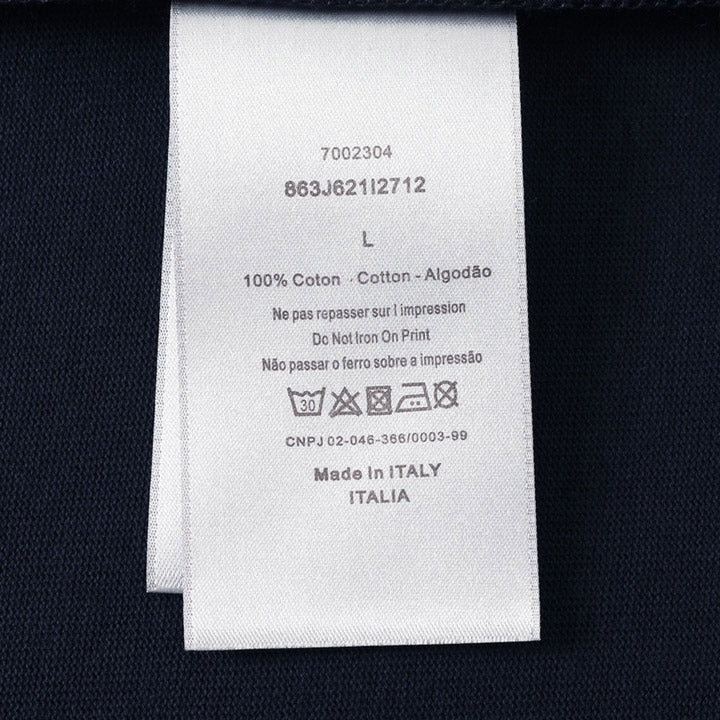 7002304
863J621I2712
L
100% Coton · Cotton - Algodão
Ne pas repasser sur l impression
Do Not Iron On Print
Não passar o ferro sobre a impressão
30
CNPJ 02-046-366/0003-99
Made In ITALY
ITALIA